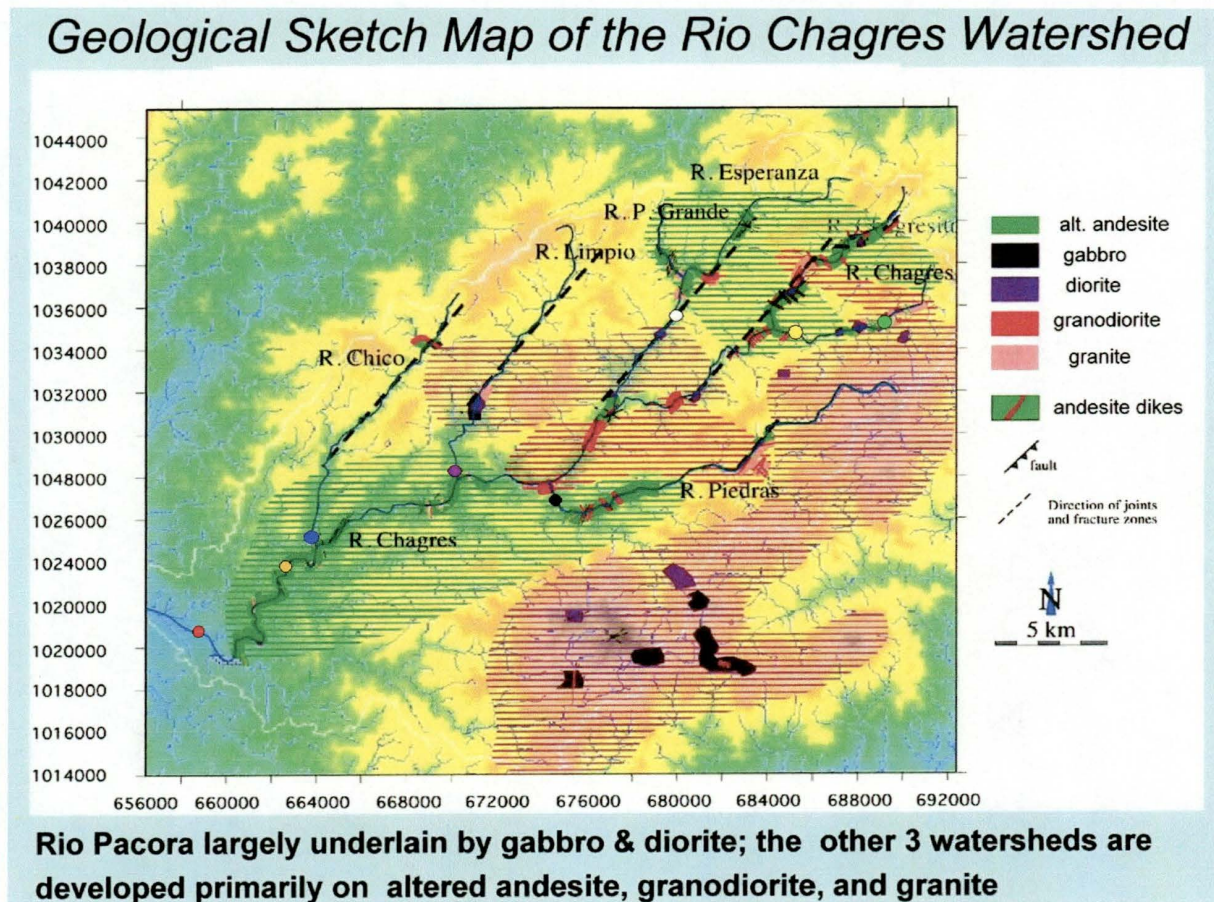 Geological Sketch Map of the Rio Chagres Watershed
1044000
1042000
1040000
1038000
1036000
1034000
1032000
1030000
1048000
1026000
1024000
1020000
1020000
1018000
1016000
1014000
656000 660000 664000 668000 672000 676000 680000 684000 688000 692000
R. Esperanza
R. P. Grande
R. Limpio
R. Chagres
R. Chico
R. Piedras
R. Chagres
alt. andesite
gabbro
diorite
granodiorite
granite
andesite dikes
fault
Direction of joints
and fracture zones
N
5 km
Rio Pacora largely underlain by gabbro & diorite; the other 3 watersheds are
developed primarily on altered andesite, granodiorite, and granite